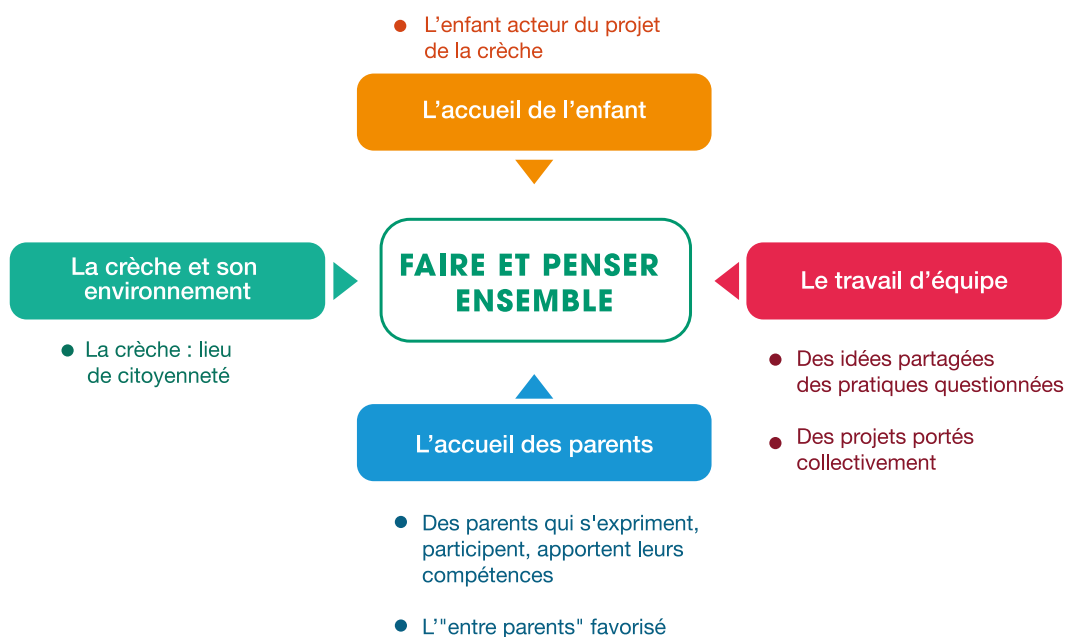 L’enfant acteur du projet
de la crèche
L’accueil de l’enfant
La crèche et son
environnement
La crèche : lieu
de citoyenneté
FAIRE ET PENSER
ENSEMBLE
Le travail d’équipe
Des idées partagées
des pratiques questionnées
Des projets portés
collectivement
L’accueil des parents
Des parents qui s'expriment,
participent, apportent leurs
compétences
L’"entre parents" favorisé